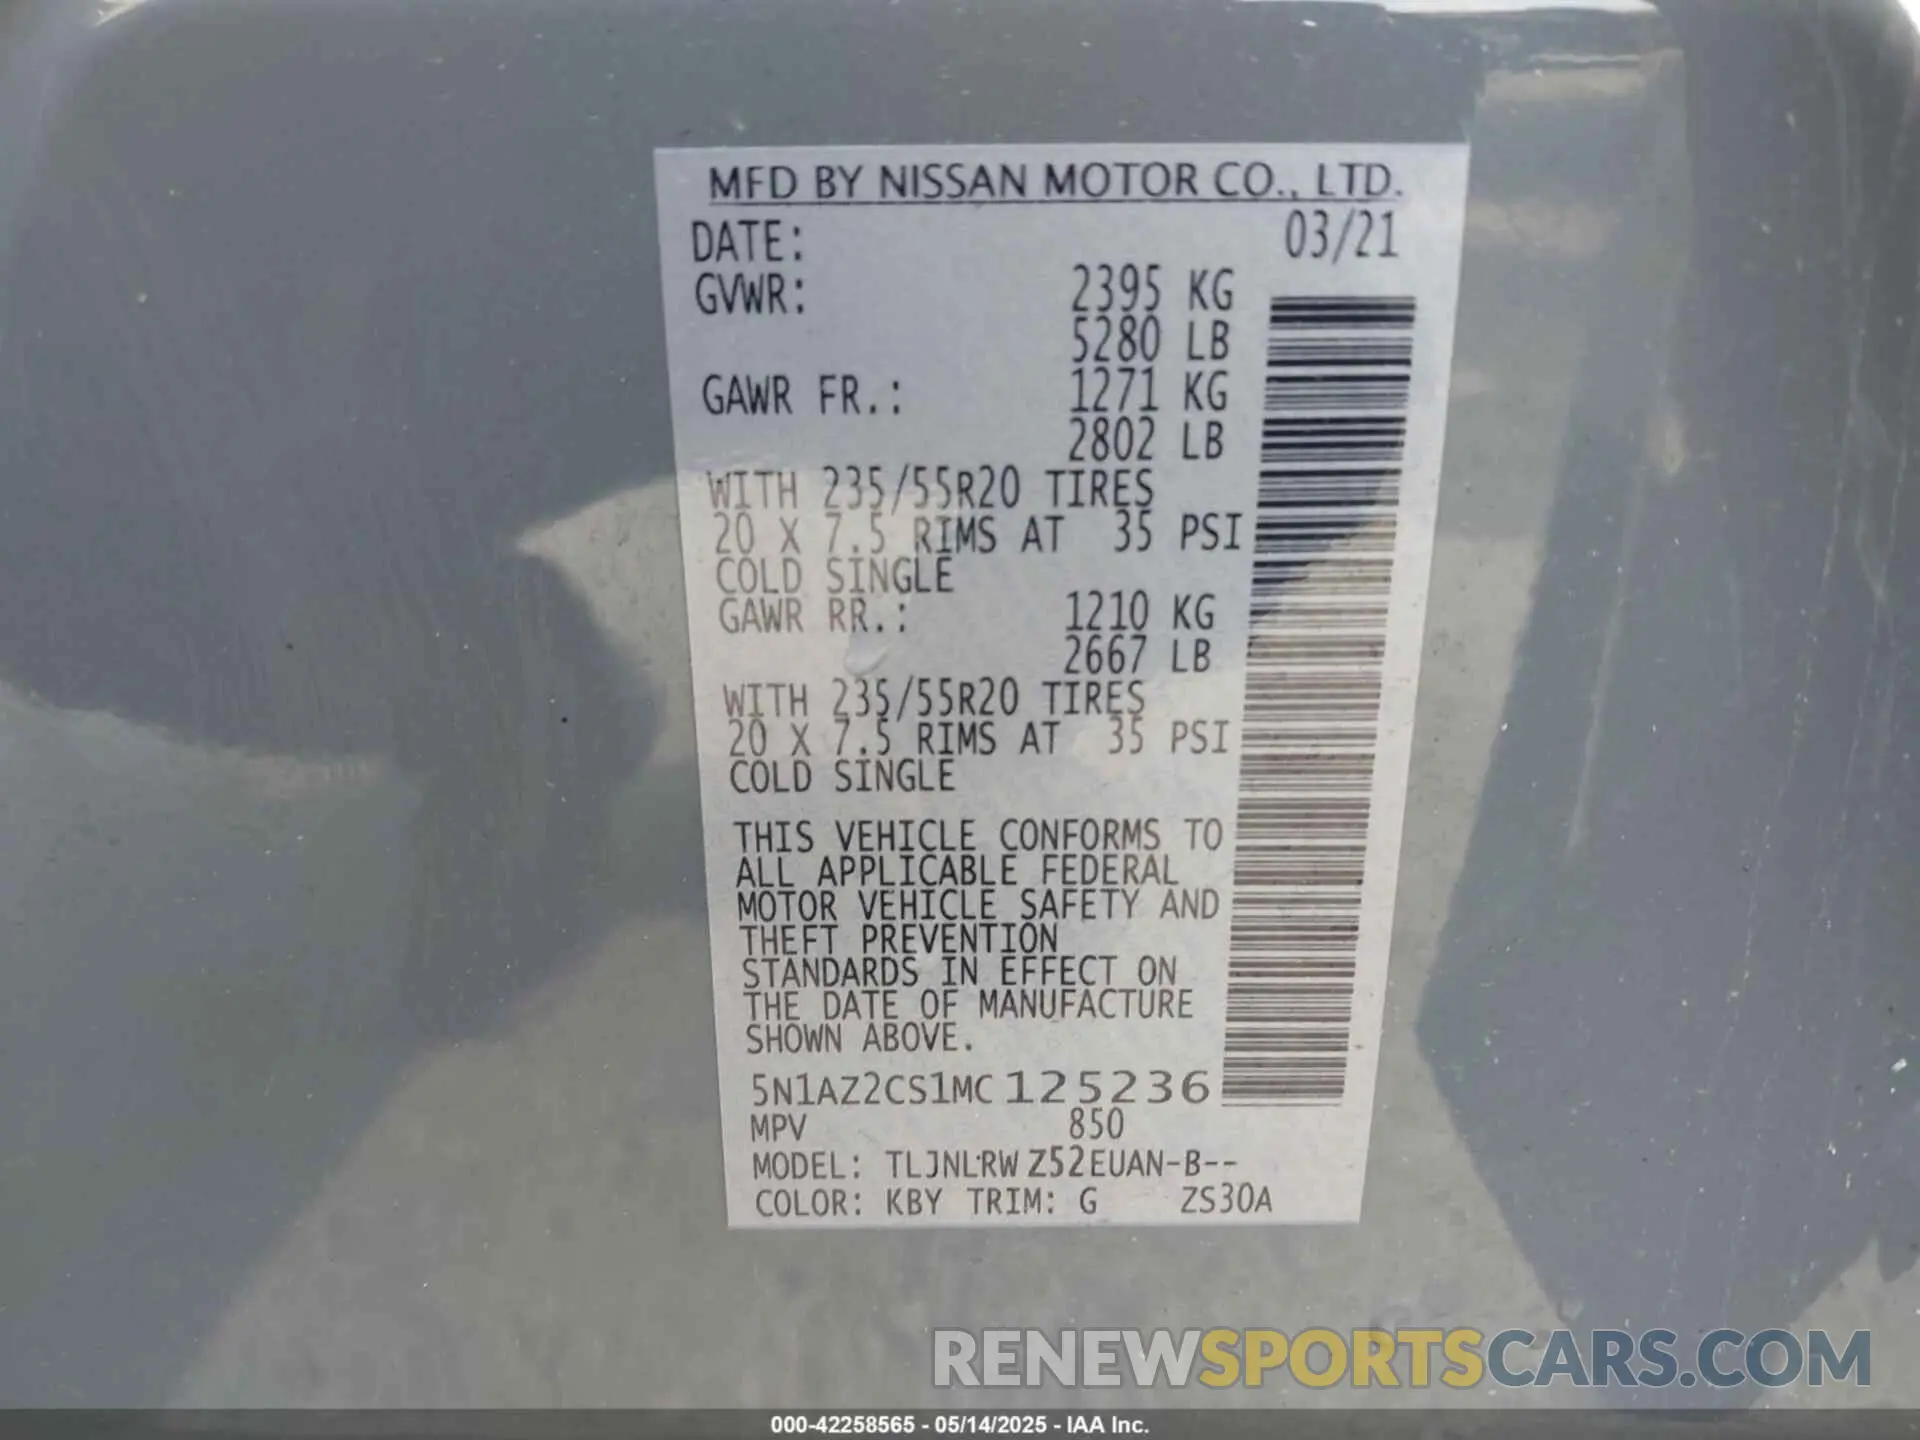 MFD BY NISSAN MOTOR CO., LTD.
DATE: 03/21
GVWR: 2395 KG
5280 LB
GAWR FR.: 1271 KG
2802 LB
WITH 235/55R20 TIRES
20 X 7.5 RIMS AT 35 PSI
COLD SINGLE
GAWR RR.: 1210 KG
2667 LB
WITH 235/55R20 TIRES
20 X 7.5 RIMS AT 35 PSI
COLD SINGLE
THIS VEHICLE CONFORMS TO
ALL APPLICABLE FEDERAL
MOTOR VEHICLE SAFETY AND
THEFT PREVENTION
STANDARDS IN EFFECT ON
THE DATE OF MANUFACTURE
SHOWN ABOVE.
5N1AZ2CS1MC125236
MPV 850
MODEL: TLJNLRW Z52EUAN-B--
COLOR: KBY TRIM: G ZS30A
RENEWSPORTSCARS.COM
000-42258565 - 05/14/2025 - IAA Inc.